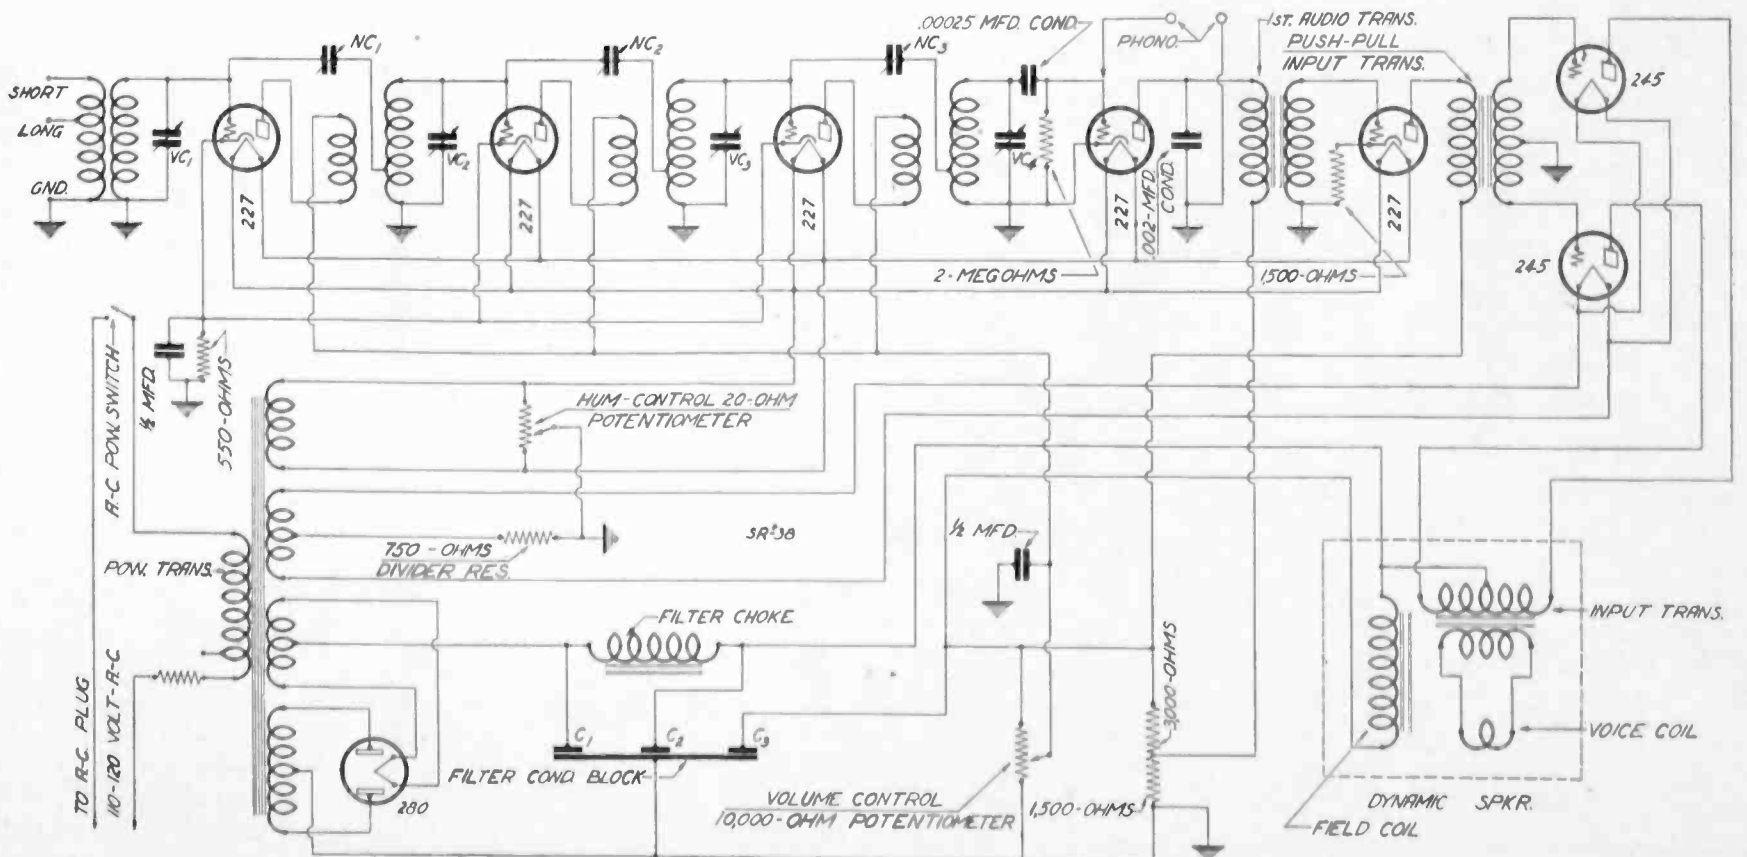 .00025 MFD. COND.
PHONO.
1ST. AUDIO TRANS.
PUSH-PULL
INPUT TRANS.
NC1
NC2
NC3
245
SHORT
LONG
GND.
VC1
VC2
VC3
VC4
227
227
227
227
.002-MFD.
COND.
227
2-MEGOHMS
1,500-OHMS
245
A-C POW. SWITCH
½ MFD.
550-OHMS
HUM-CONTROL 20-OHM
POTENTIOMETER
750-OHMS
DIVIDER RES.
½ MFD.
POW. TRANS.
FILTER CHOKE
INPUT TRANS.
3,000-OHMS
VOICE COIL
TO A-C. PLUG
110-120 VOLT-A-C
C1
C2
C3
FILTER COND. BLOCK
280
VOLUME CONTROL
10,000-OHM POTENTIOMETER
1,500-OHMS
DYNAMIC SPKR.
FIELD COIL